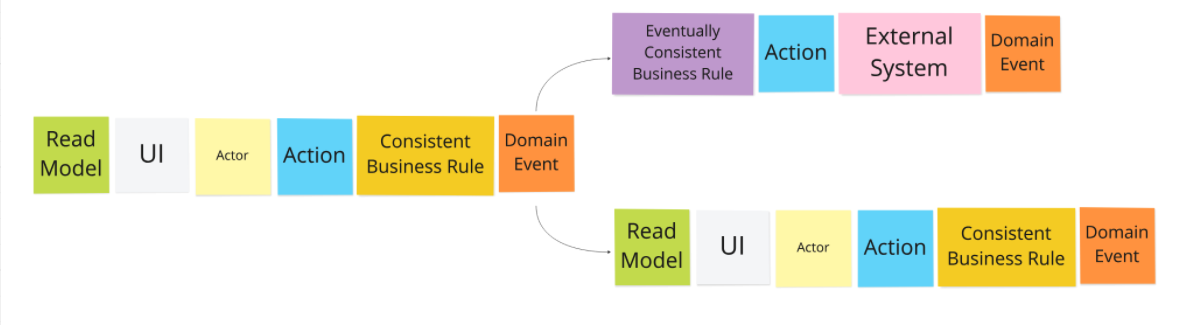 Eventually
Consistent
Business Rule
Action
External
System
Domain
Event
Read
Model
UI
Actor
Action
Consistent
Business Rule
Domain
Event
Read
Model
UI
Actor
Action
Consistent
Business Rule
Domain
Event